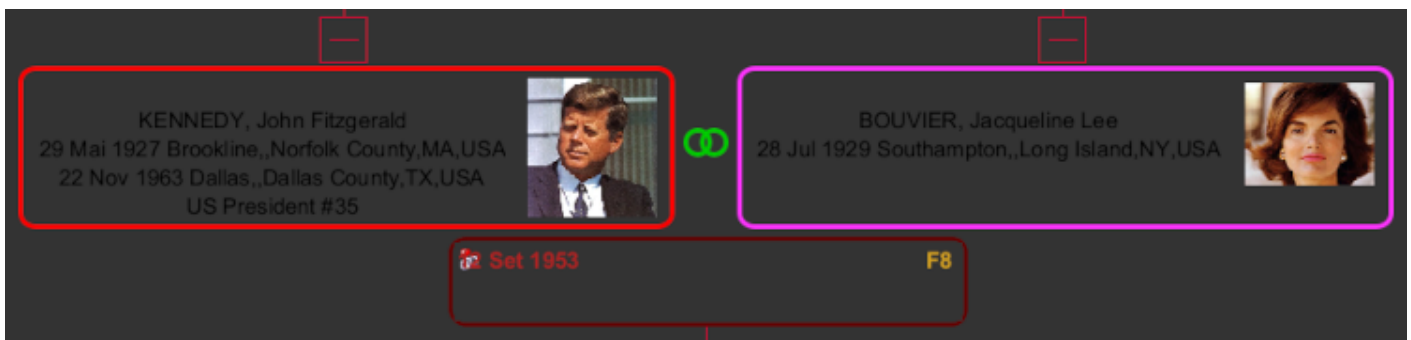 KENNEDY, John Fitzgerald
29 Mai 1927 Brookline,,Norfolk County,MA,USA
22 Nov 1963 Dallas,,Dallas County,TX,USA
US President #35
BOUVIER, Jacqueline Lee
28 Jul 1929 Southampton,,Long Island,NY,USA
Set 1953
F8